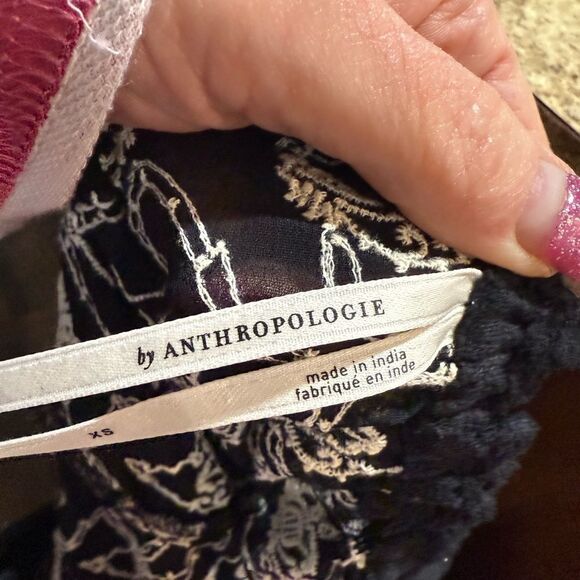 by ANTHROPOLOGIE
made in india
fabriqué en inde
XS